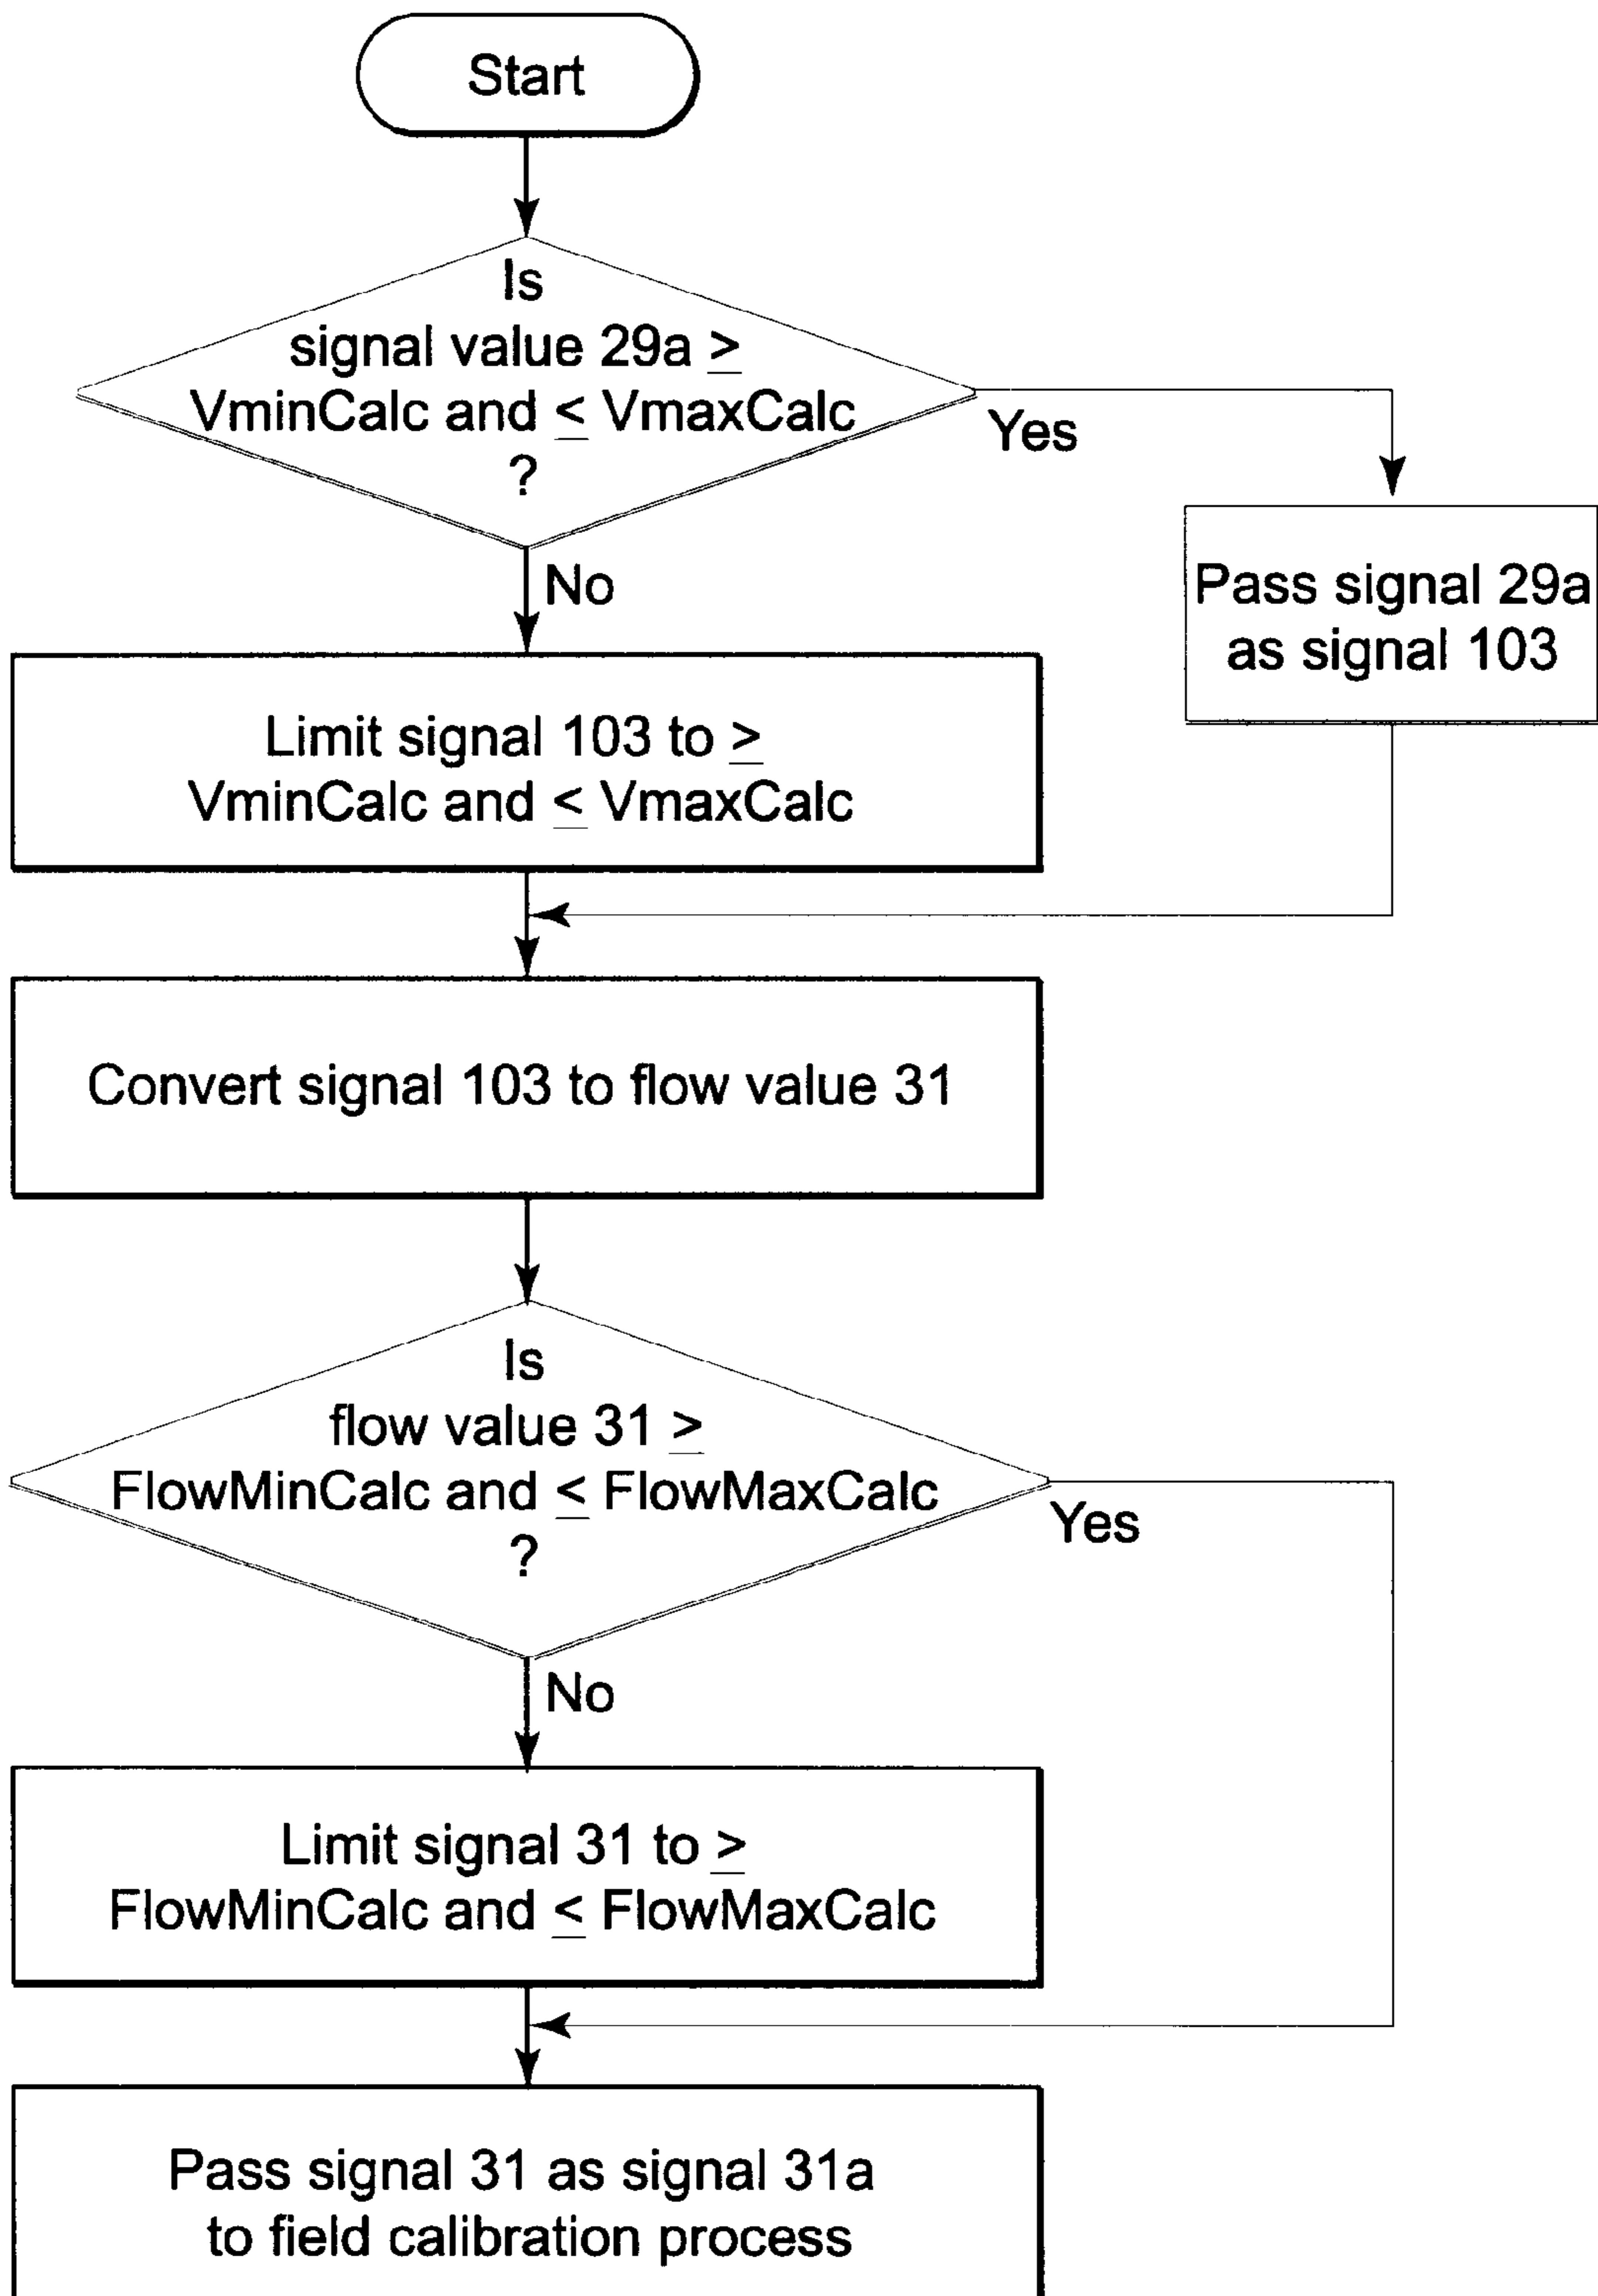 Start
Is
signal value 29a ≥
VminCalc and ≤ VmaxCalc
?
Yes
No
Pass signal 29a
as signal 103
Limit signal 103 to ≥
VminCalc and ≤ VmaxCalc
Convert signal 103 to flow value 31
Is
flow value 31 ≥
FlowMinCalc and ≤ FlowMaxCalc
?
Yes
No
Limit signal 31 to ≥
FlowMinCalc and ≤ FlowMaxCalc
Pass signal 31 as signal 31a
to field calibration process